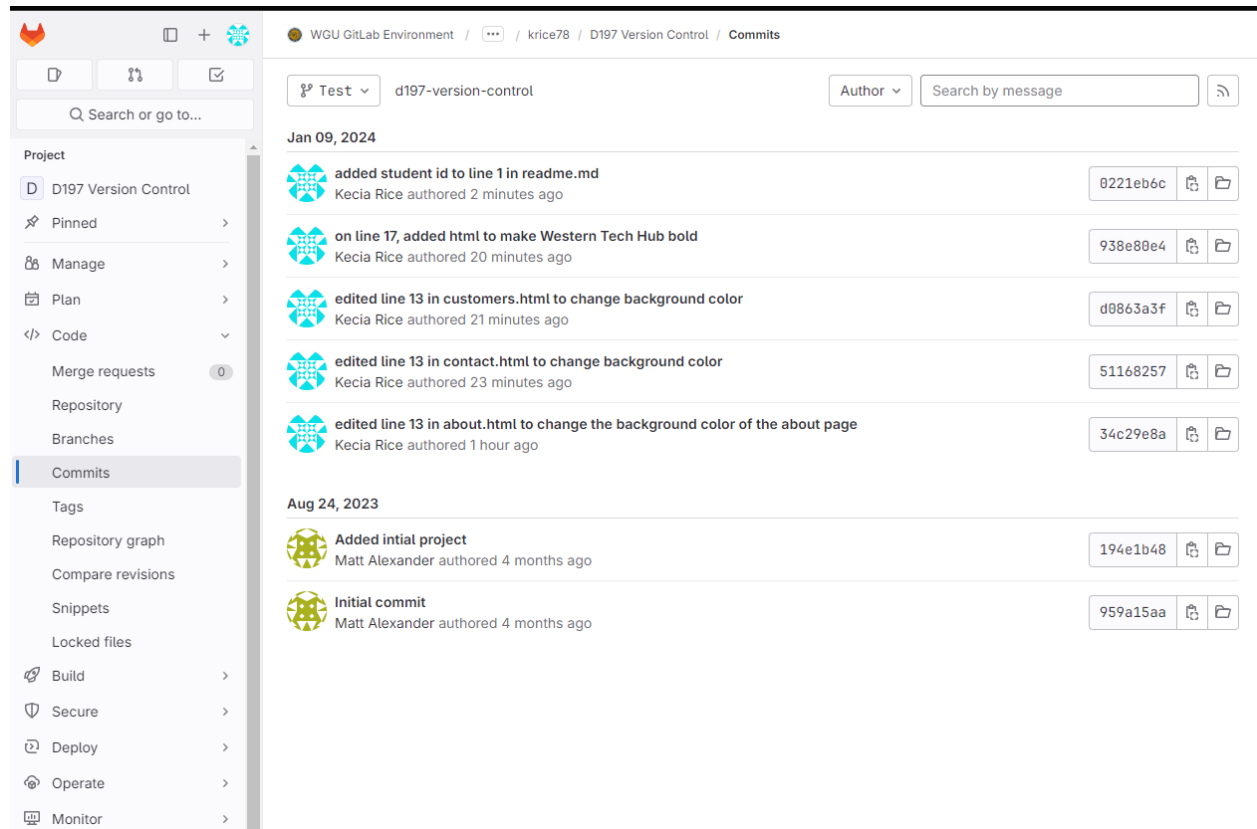 WGU GitLab Environment / ... / krice78 / D197 Version Control / Commits
Search or go to...
Project
D D197 Version Control
Pinned
Manage
Plan
Code
Merge requests 0
Repository
Branches
Commits
Tags
Repository graph
Compare revisions
Snippets
Locked files
Build
Secure
Deploy
Operate
Monitor
Test d197-version-control Author Search by message
Jan 09, 2024
added student id to line 1 in readme.md
Kecia Rice authored 2 minutes ago
0221eb6c
on line 17, added html to make Western Tech Hub bold
Kecia Rice authored 20 minutes ago
938e80e4
edited line 13 in customers.html to change background color
Kecia Rice authored 21 minutes ago
d0863a3f
edited line 13 in contact.html to change background color
Kecia Rice authored 23 minutes ago
51168257
edited line 13 in about.html to change the background color of the about page
Kecia Rice authored 1 hour ago
34c29e8a
Aug 24, 2023
Added intial project
Matt Alexander authored 4 months ago
194e1b48
Initial commit
Matt Alexander authored 4 months ago
959a15aa